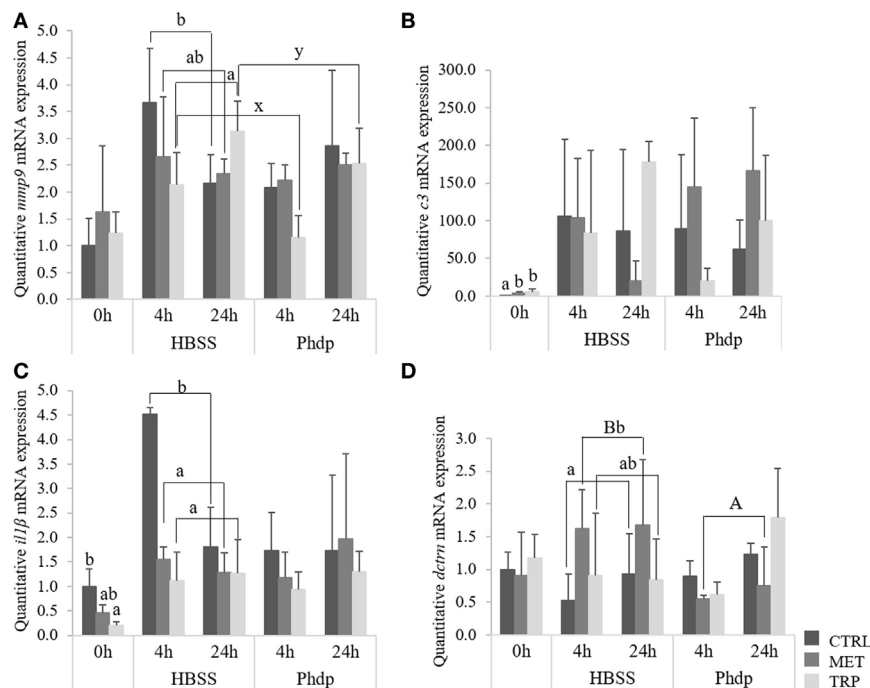 A
Quantitative mmp9 mRNA expression
5.0
4.5
4.0
3.5
3.0
2.5
2.0
1.5
1.0
0.5
0.0
b
ab
a
y
x
0h 4h 24h 4h 24h
HBSS Phdp
B
Quantitative c3 mRNA expression
300.0
250.0
200.0
150.0
100.0
50.0
0.0
a b b
0h 4h 24h 4h 24h
HBSS Phdp
C
Quantitative il1β mRNA expression
5.0
4.5
4.0
3.5
3.0
2.5
2.0
1.5
1.0
0.5
0.0
b
a
a
b
ab
a
0h 4h 24h 4h 24h
HBSS Phdp
D
Quantitative dctrn mRNA expression
3.0
2.5
2.0
1.5
1.0
0.5
0.0
Bb
a
ab
A
0h 4h 24h 4h 24h
HBSS Phdp
CTRL
MET
TRP